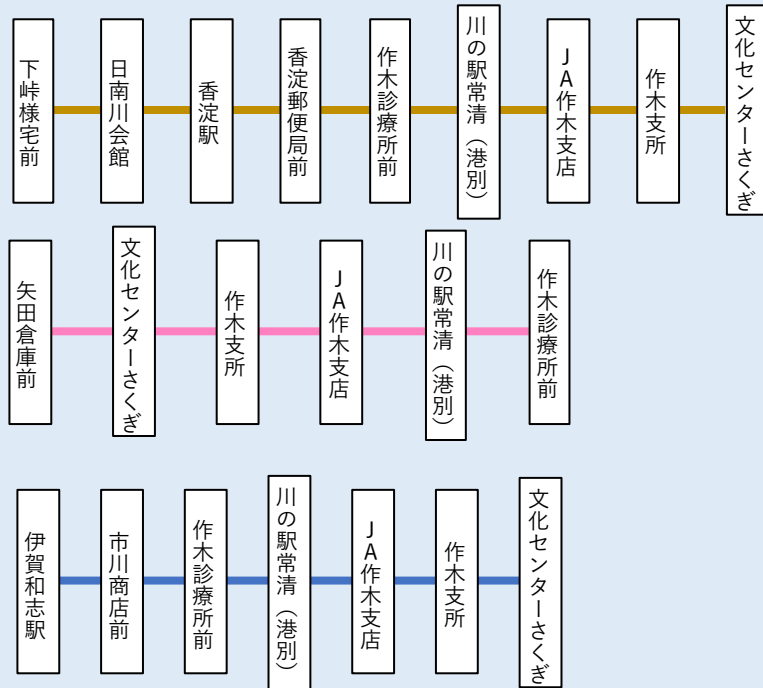 下峠様宅前
日南川会館
香淀駅
香淀郵便局前
作木診療所前
川の駅常清（港別）
JA作木支店
作木支所
文化センターさくぎ
矢田倉庫前
文化センターさくぎ
作木支所
JA作木支店
川の駅常清（港別）
作木診療所前
伊賀和志駅
市川商店前
作木診療所前
川の駅常清（港別）
JA作木支店
作木支所
文化センターさくぎ